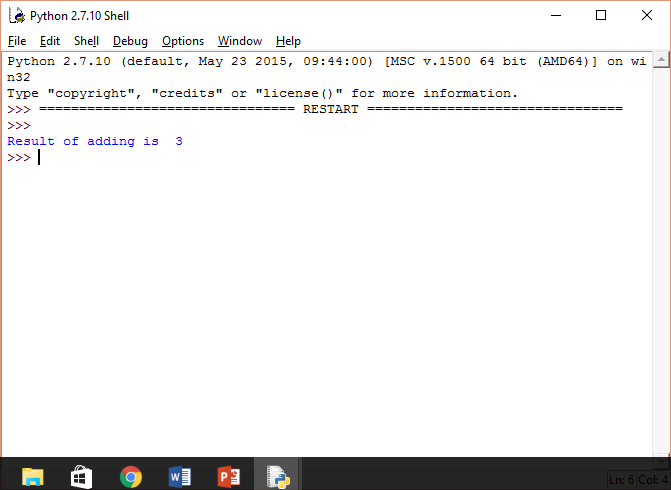 Python 2.7.10 Shell
File Edit Shell Debug Options Window Help
Python 2.7.10 (default, May 23 2015, 09:44:00) [MSC v.1500 64 bit (AMD64)] on wi
n32
Type "copyright", "credits" or "license()" for more information.
>>> ================================ RESTART ================================
>>>
Result of adding is  3
>>>
Ln: 6 Col: 4